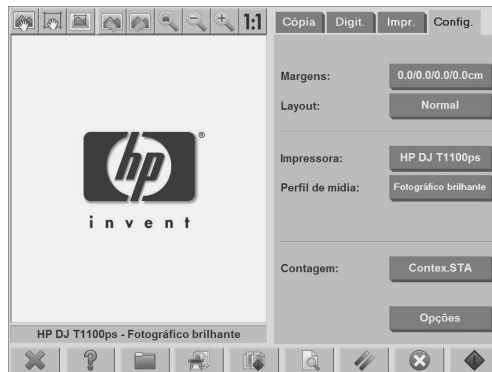 1:1
Cópia Digit. Impr. Config.
Margens: 0.0/0.0/0.0/0.0cm
Layout: Normal
hp ®
invent
Impressora: HP DJ T1100ps
Perfil de mídia: Fotográfico brilhante
Contagem: Contex.STA
Opções
HP DJ T1100ps - Fotográfico brilhante
?